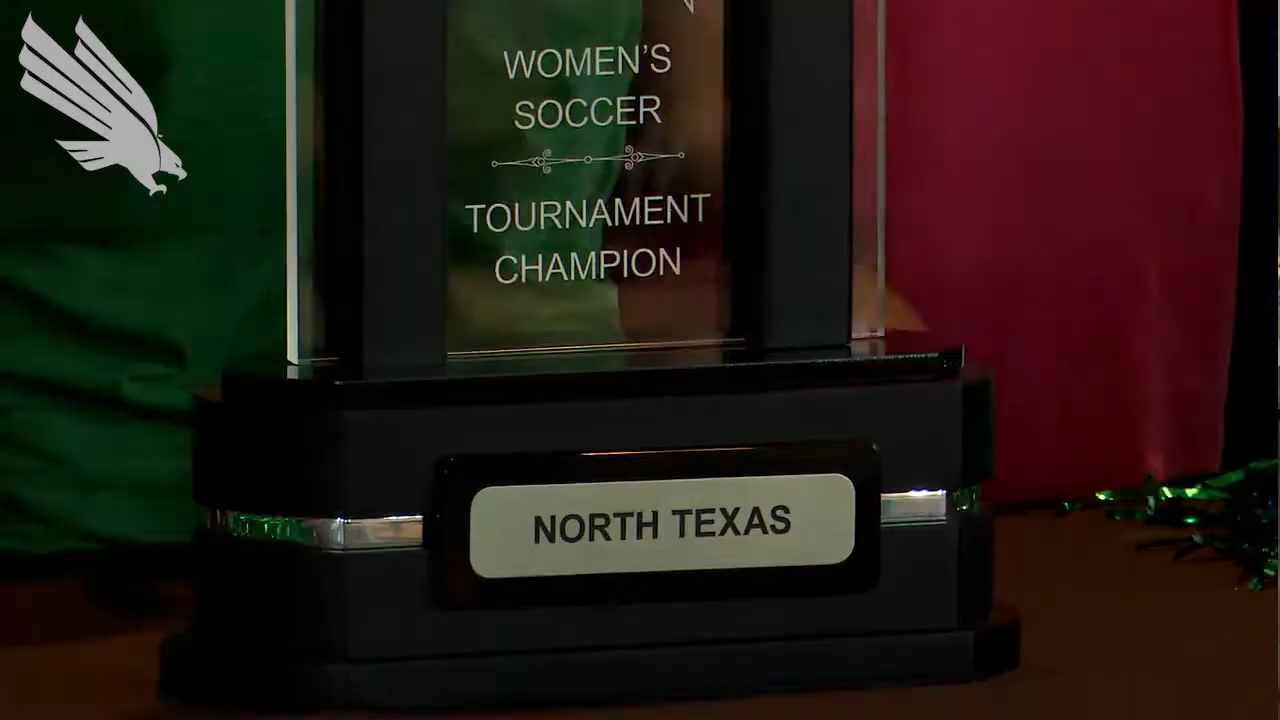 WOMEN'S
SOCCER
TOURNAMENT
CHAMPION
NORTH TEXAS